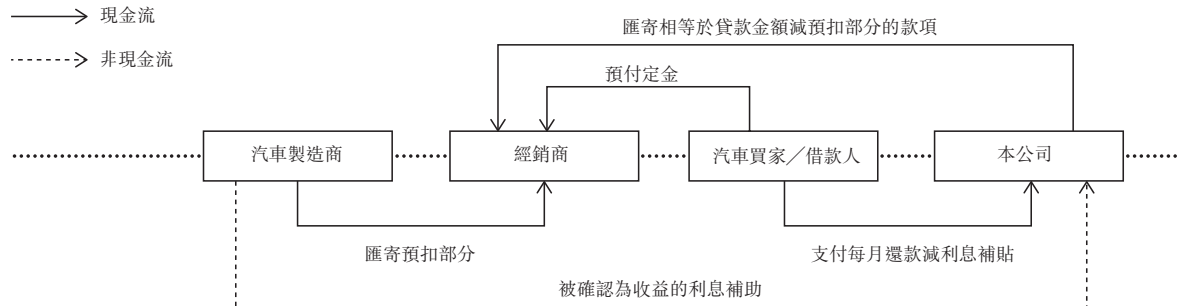 現金流
非現金流
匯寄相等於貸款金額減預扣部分的款項
預付定金
汽車製造商
經銷商
汽車買家／借款人
本公司
匯寄預扣部分
支付每月還款減利息補貼
被確認為收益的利息補助